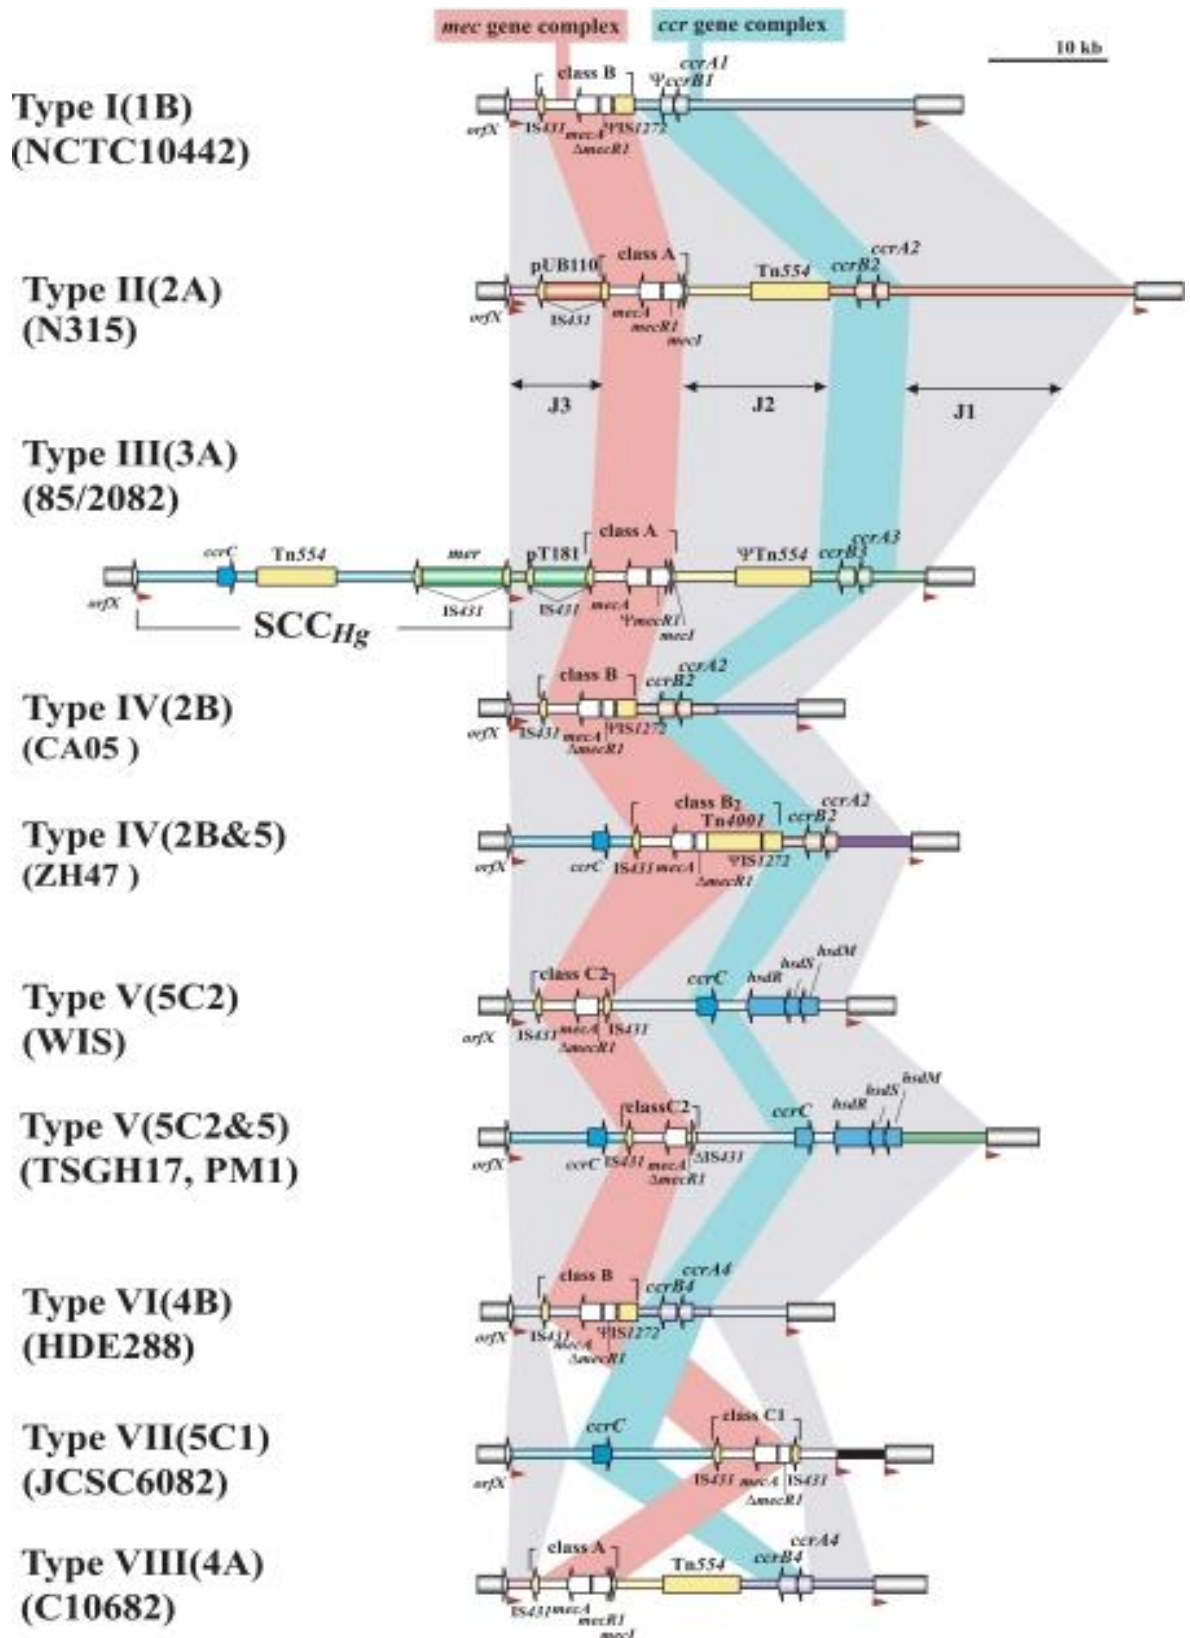 mec gene complex ccr gene complex
10 kb
Type I(1B)
(NCTC10442)
class B ΨccrB1 ccrA1
orfX IS431 mecA ΨIS1272
ΔmecR1
Type II(2A)
(N315)
pUB110 class A Tn554 ccrB2 ccrA2
orfX IS431 mecA
mecR1
mecI
J3 J2 J1
Type III(3A)
(85/2082)
ccrC Tn554 mer pT181 class A ΨTn554 ccrB3 ccrA3
orfX IS431 IS431 mecA
ΨmecR1
mecI
SCCHg
Type IV(2B)
(CA05 )
class B ccrB2 ccrA2
orfX IS431 mecA ΨIS1272
ΔmecR1
Type IV(2B&5)
(ZH47 )
class B2 ccrA2
Tn4001 ccrB2
orfX ccrC IS431 mecA ΨIS1272
ΔmecR1
Type V(5C2)
(WIS)
class C2 ccrC hsdR hsdS hsdM
orfX IS431 mecA IS431
ΔmecR1
Type V(5C2&5)
(TSGH17, PM1)
classC2 ccrC hsdR hsdS hsdM
orfX ccrC IS431 mecA ΔIS431
ΔmecR1
Type VI(4B)
(HDE288)
class B ccrB4 ccrA4
orfX IS431 mecA ΨIS1272
ΔmecR1
Type VII(5C1)
(JCSC6082)
ccrC class C1
orfX IS431 mecA IS431
ΔmecR1
Type VIII(4A)
(C10682)
class A Tn554 ccrB4 ccrA4
orfX IS431 mecA
mecR1
mecI